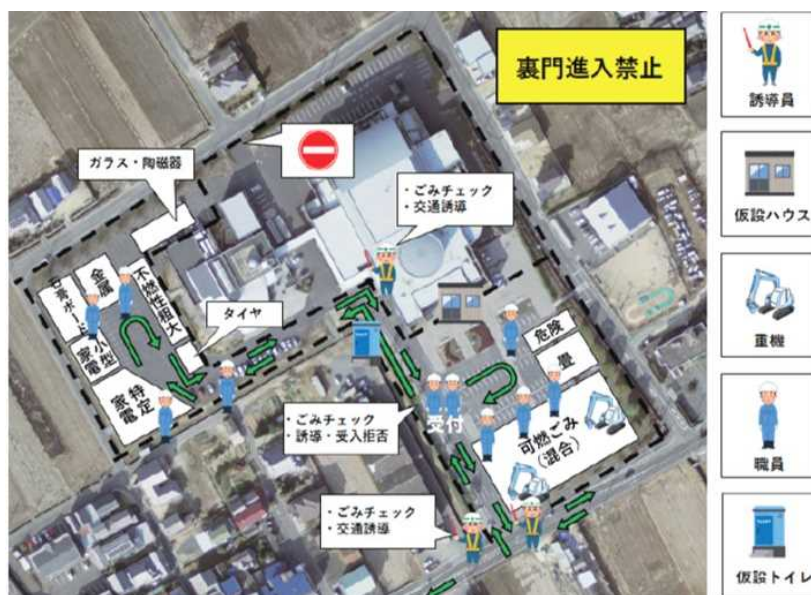 裏門進入禁止
ガラス・陶磁器
・ごみチェック
・交通誘導
石膏ボード
金属
不燃性粗大
タイヤ
小型
家電
特定
家電
危険
畳
・ごみチェック
・誘導・受入拒否
受付
可燃ごみ
(混合)
・ごみチェック
・交通誘導
誘導員
仮設ハウス
重機
職員
仮設トイレ